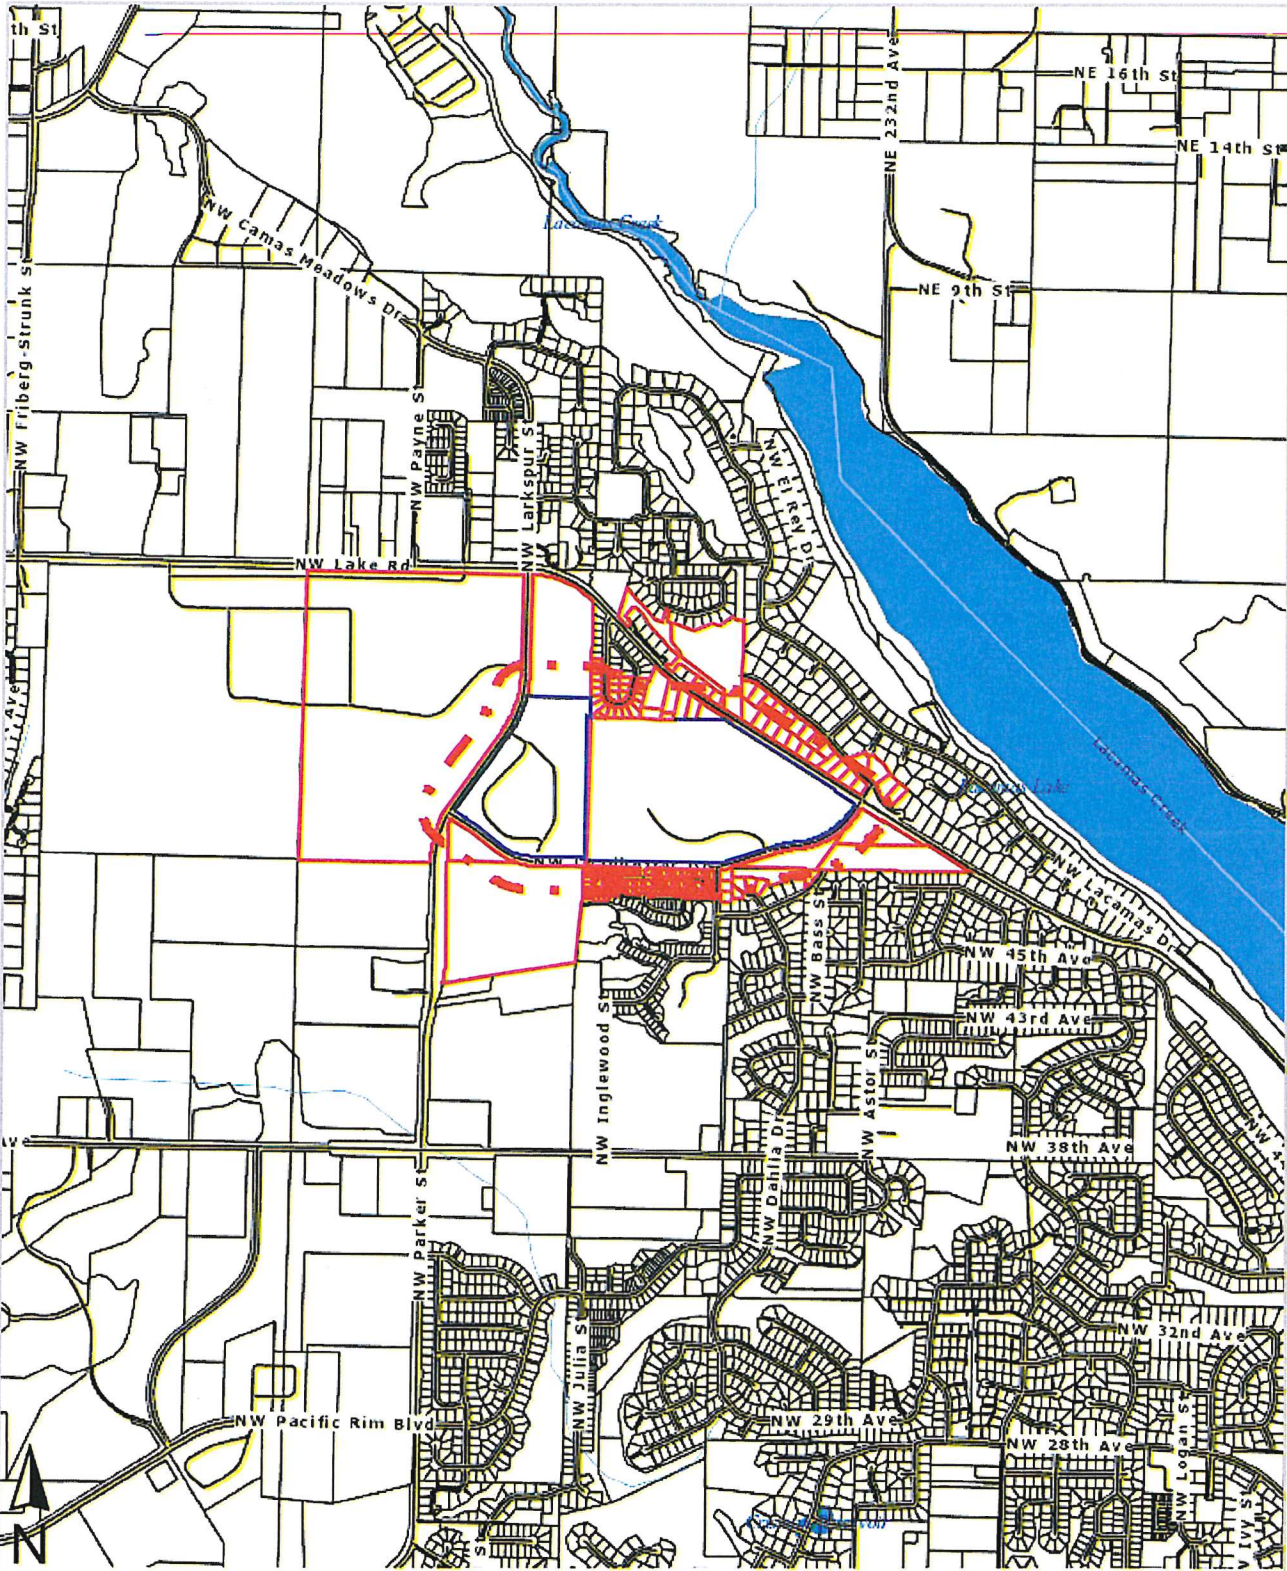 th St
NE 16th St
NE 232nd Ave
NE 14th St
NW Camas Meadows Dr
Lacamas Creek
NE 9th St
NW Friberg-Strunk St
NW Payne St
NW Larkspur St
NW El Rey Dr
NW Lake Rd
Ave
Lacamas Creek
Lacamas Lake
NW
NW Lacamas Dr
NW Bass St
NW 45th Ave
NW Inglewood St
NW 43rd Ave
NW Astor St
Ave
NW 38th Ave
NW
NW Parker St
NW Dahlia Dr
NW Julia St
NW 32nd Ave
NW Pacific Rim Blvd
NW 29th Ave
NW 28th Ave
NW Logan St
N
St
W Ivy St